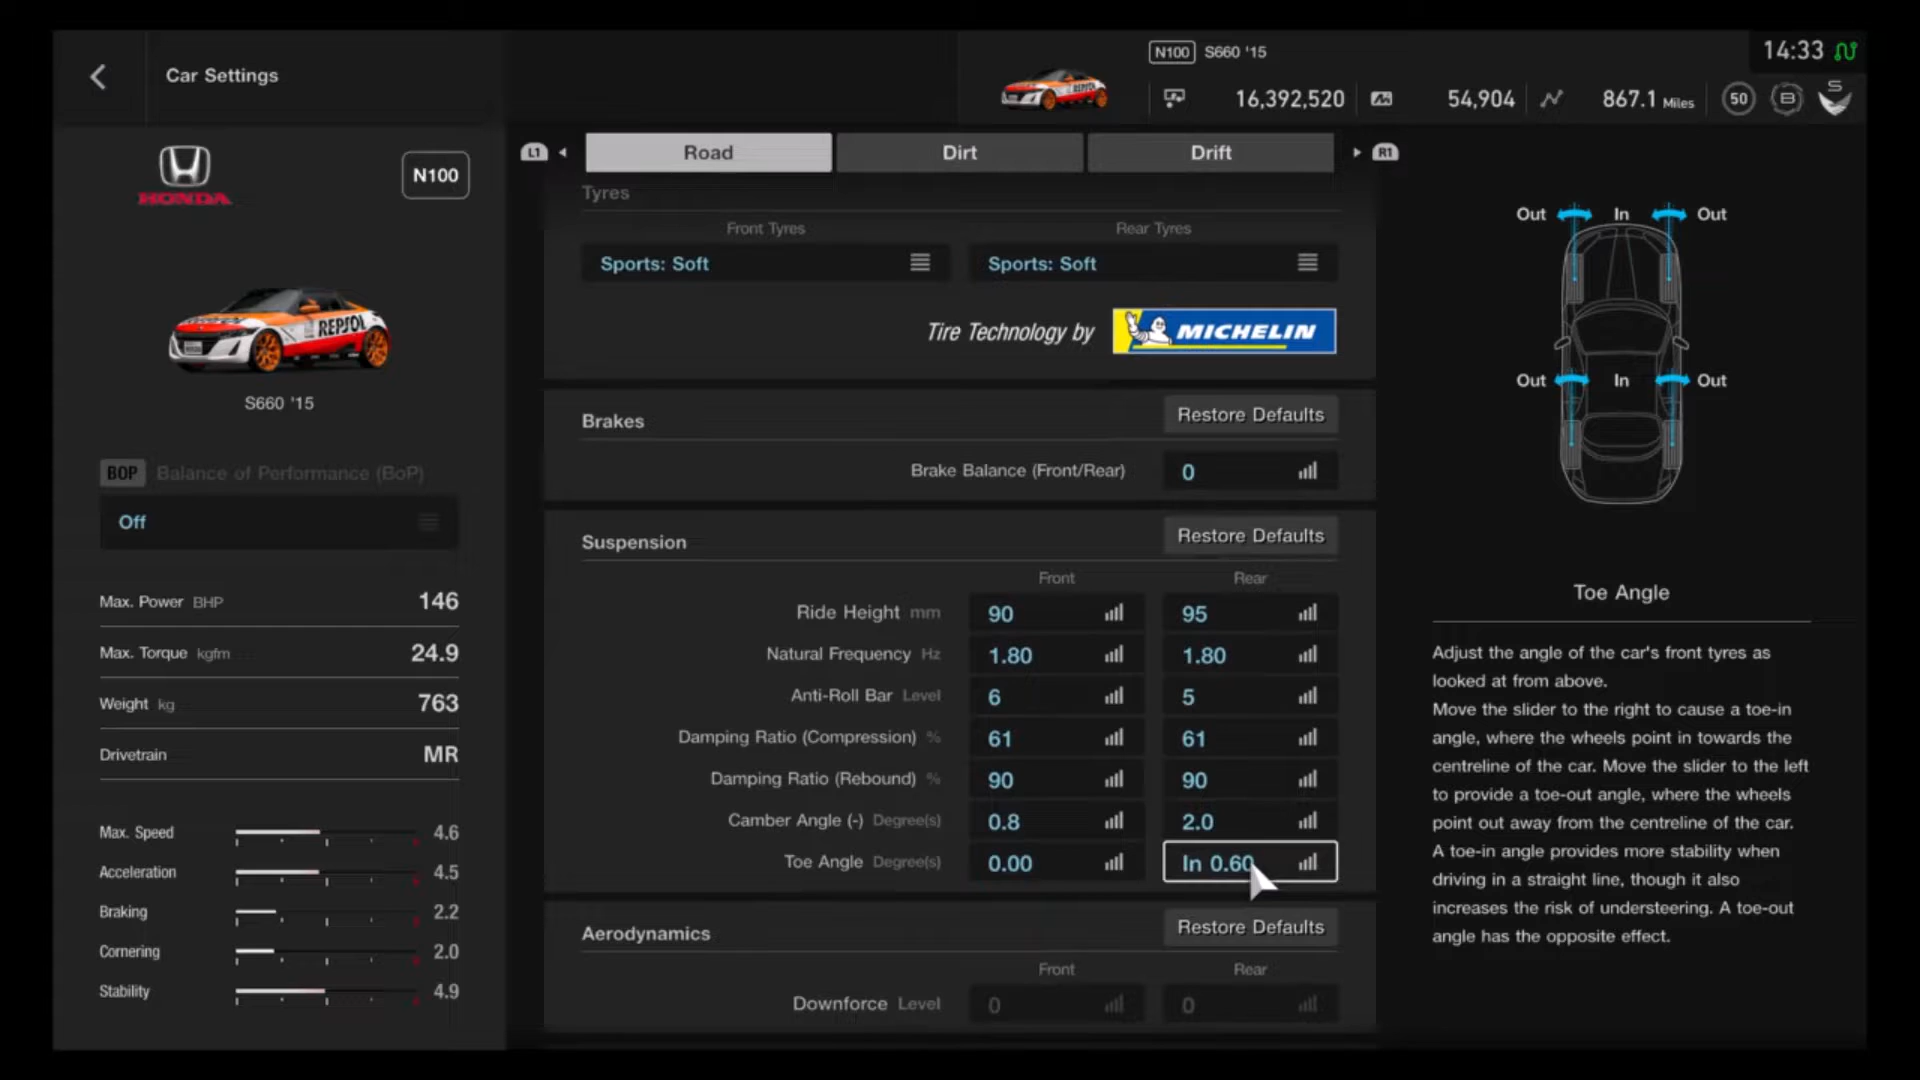 Car Settings
N100 S660 '15
14:33
16,392,520 54,904 867.1 Miles 50 B S
HONDA
N100
REPSOL
S660 '15
BOP Balance of Performance (BoP)
Off
Max. Power BHP 146
Max. Torque kgfm 24.9
Weight kg 763
Drivetrain MR
Max. Speed 4.6
Acceleration 4.5
Braking 2.2
Cornering 2.0
Stability 4.9
L1 Road Dirt Drift R1
Tyres
Front Tyres Rear Tyres
Sports: Soft Sports: Soft
Tire Technology by MICHELIN
Brakes Restore Defaults
Brake Balance (Front/Rear) 0
Suspension Restore Defaults
Front Rear
Ride Height mm 90 95
Natural Frequency Hz 1.80 1.80
Anti-Roll Bar Level 6 5
Damping Ratio (Compression) % 61 61
Damping Ratio (Rebound) % 90 90
Camber Angle (-) Degree(s) 0.8 2.0
Toe Angle Degree(s) 0.00 In 0.60
Aerodynamics Restore Defaults
Front Rear
Downforce Level 0 0
Out In Out
Out In Out
Toe Angle
Adjust the angle of the car's front tyres as
looked at from above.
Move the slider to the right to cause a toe-in
angle, where the wheels point in towards the
centreline of the car. Move the slider to the left
to provide a toe-out angle, where the wheels
point out away from the centreline of the car.
A toe-in angle provides more stability when
driving in a straight line, though it also
increases the risk of understeering. A toe-out
angle has the opposite effect.